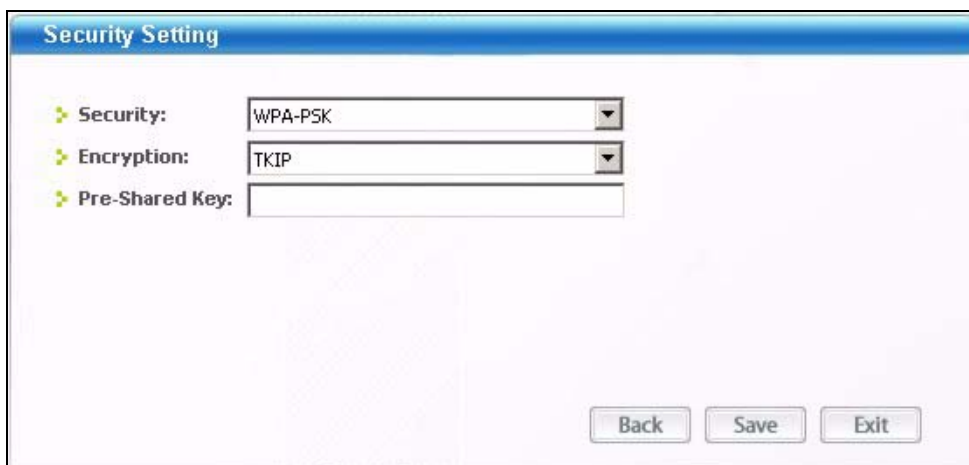 Security Setting
Security: WPA-PSK
Encryption: TKIP
Pre-Shared Key:
Back Save Exit